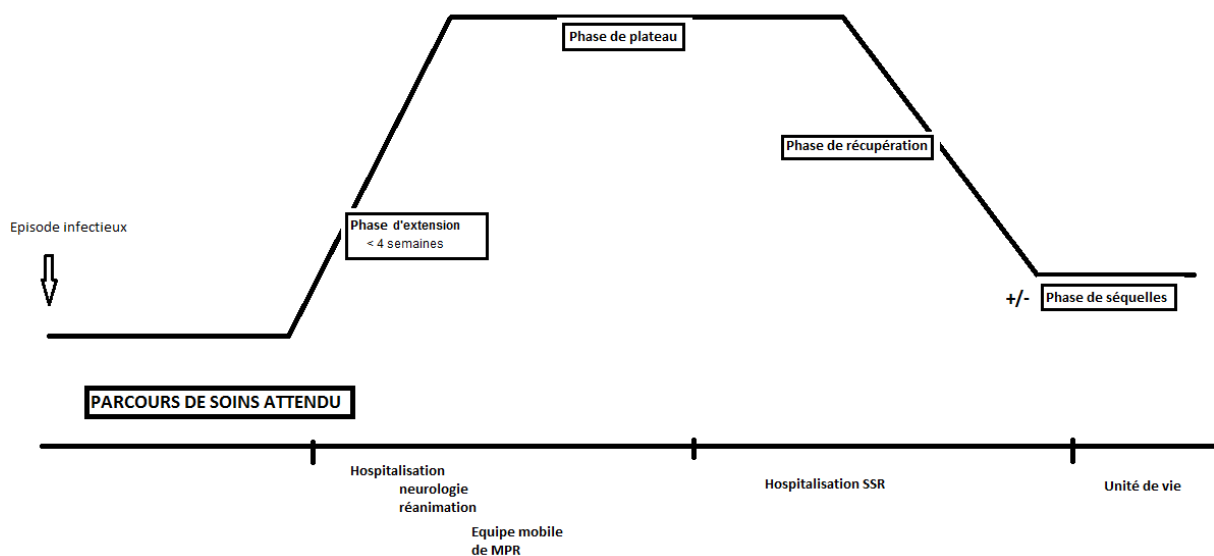 Phase de plateau
Phase de récupération
Episode infectieux
Phase d'extension
< 4 semaines
+/- Phase de séquelles
PARCOURS DE SOINS ATTENDU
Hospitalisation
neurologie
réanimation
Equipe mobile
de MPR
Hospitalisation SSR
Unité de vie